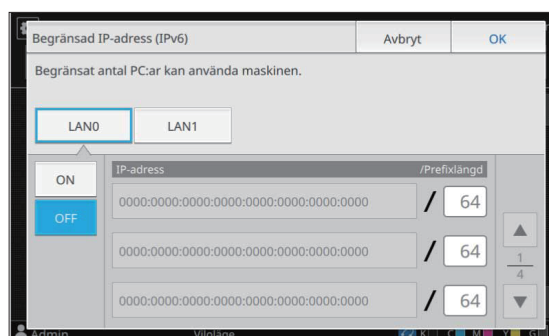 Begränsad IP-adress (IPv6) Avbryt OK
Begränsat antal PC:ar kan använda maskinen.
LAN0 LAN1
IP-adress /Prefixlängd
ON
0000:0000:0000:0000:0000:0000:0000:0000 / 64
OFF
0000:0000:0000:0000:0000:0000:0000:0000 / 64
1
4
0000:0000:0000:0000:0000:0000:0000:0000 / 64
Admin Viloläge K C M Y G